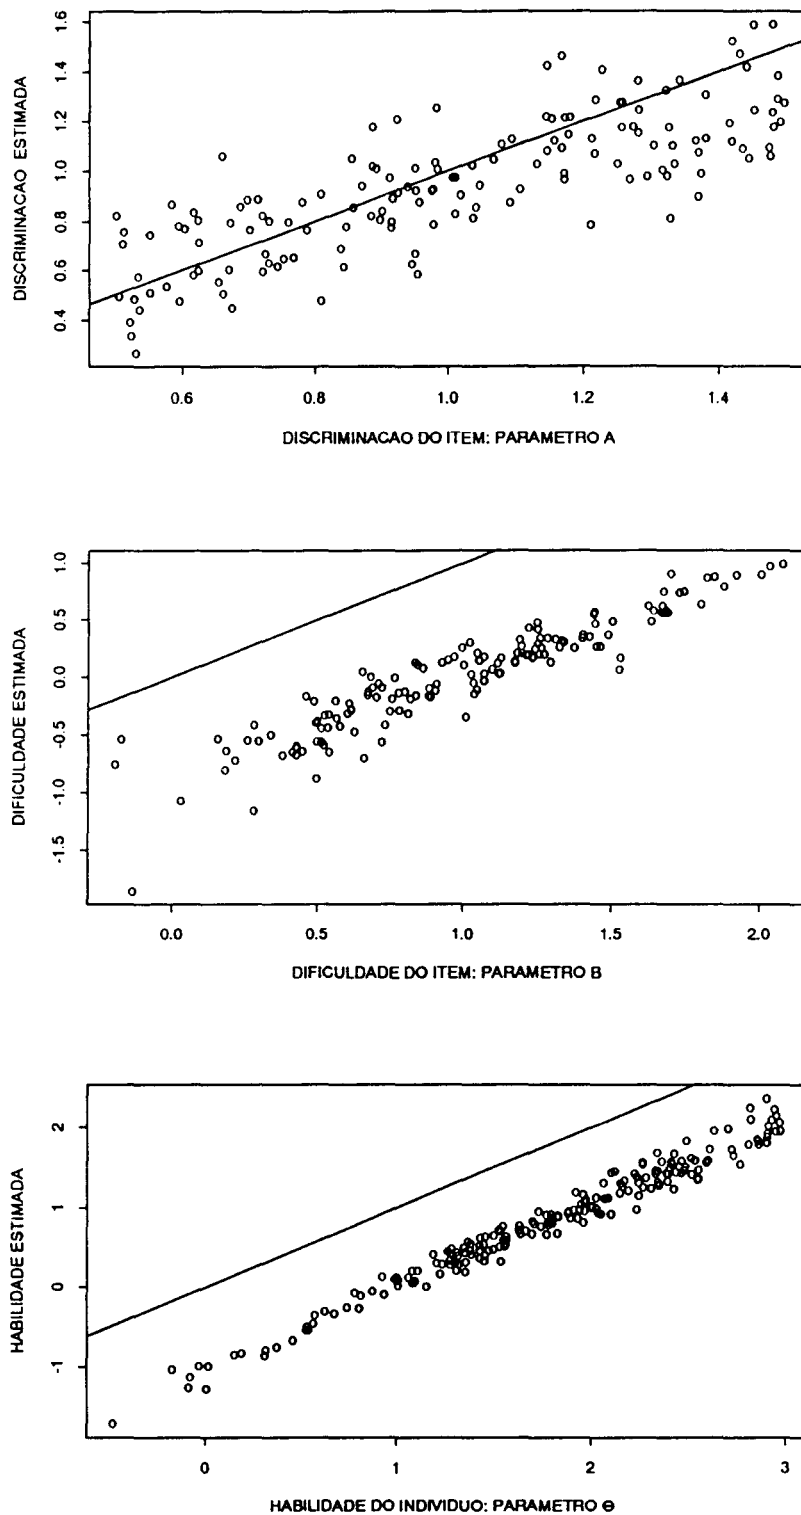 DISCRIMINACAO ESTIMADA
1.6
1.4
1.2
1.0
0.8
0.6
0.4
0.6 0.8 1.0 1.2 1.4
DISCRIMINACAO DO ITEM: PARAMETRO A
DIFICULDADE ESTIMADA
1.0
0.5
0.0
-0.5
-1.0
-1.5
0.0 0.5 1.0 1.5 2.0
DIFICULDADE DO ITEM: PARAMETRO B
HABILIDADE ESTIMADA
2
1
0
-1
0 1 2 3
HABILIDADE DO INDIVIDUO: PARAMETRO Θ